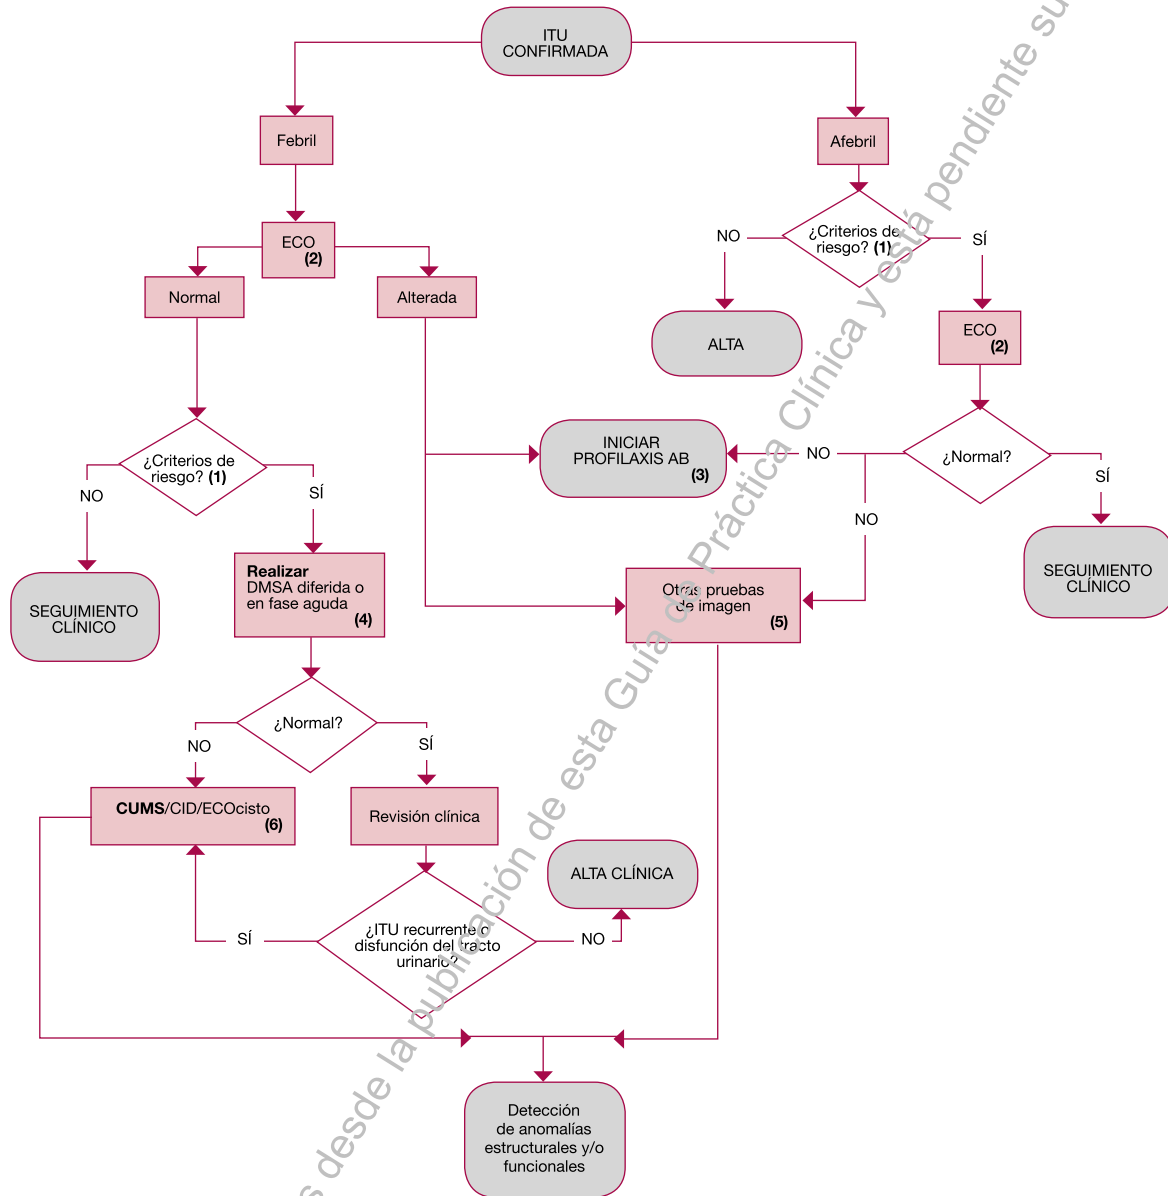 ITU
CONFIRMADA
Febril
Afebril
ECO
(2)
¿Criterios de
riesgo? (1)
NO
SÍ
Normal
Alterada
ALTA
ECO
(2)
¿Criterios de
riesgo? (1)
NO
SÍ
INICIAR
PROFILAXIS AB
(3)
NO
¿Normal?
SÍ
NO
SEGUIMIENTO
CLÍNICO
Realizar
DMSA diferida o
en fase aguda
(4)
Otras pruebas
de imagen
(5)
SEGUIMIENTO
CLÍNICO
¿Normal?
NO
SÍ
CUMS/CID/ECOcisto
(6)
Revisión clínica
ALTA CLÍNICA
¿ITU recurrente o
disfunción del tracto
urinario?
SÍ
NO
Detección
de anomalías
estructurales y/o
funcionales
s desde la publicación de esta Guía de Práctica Clínica y está pendiente su